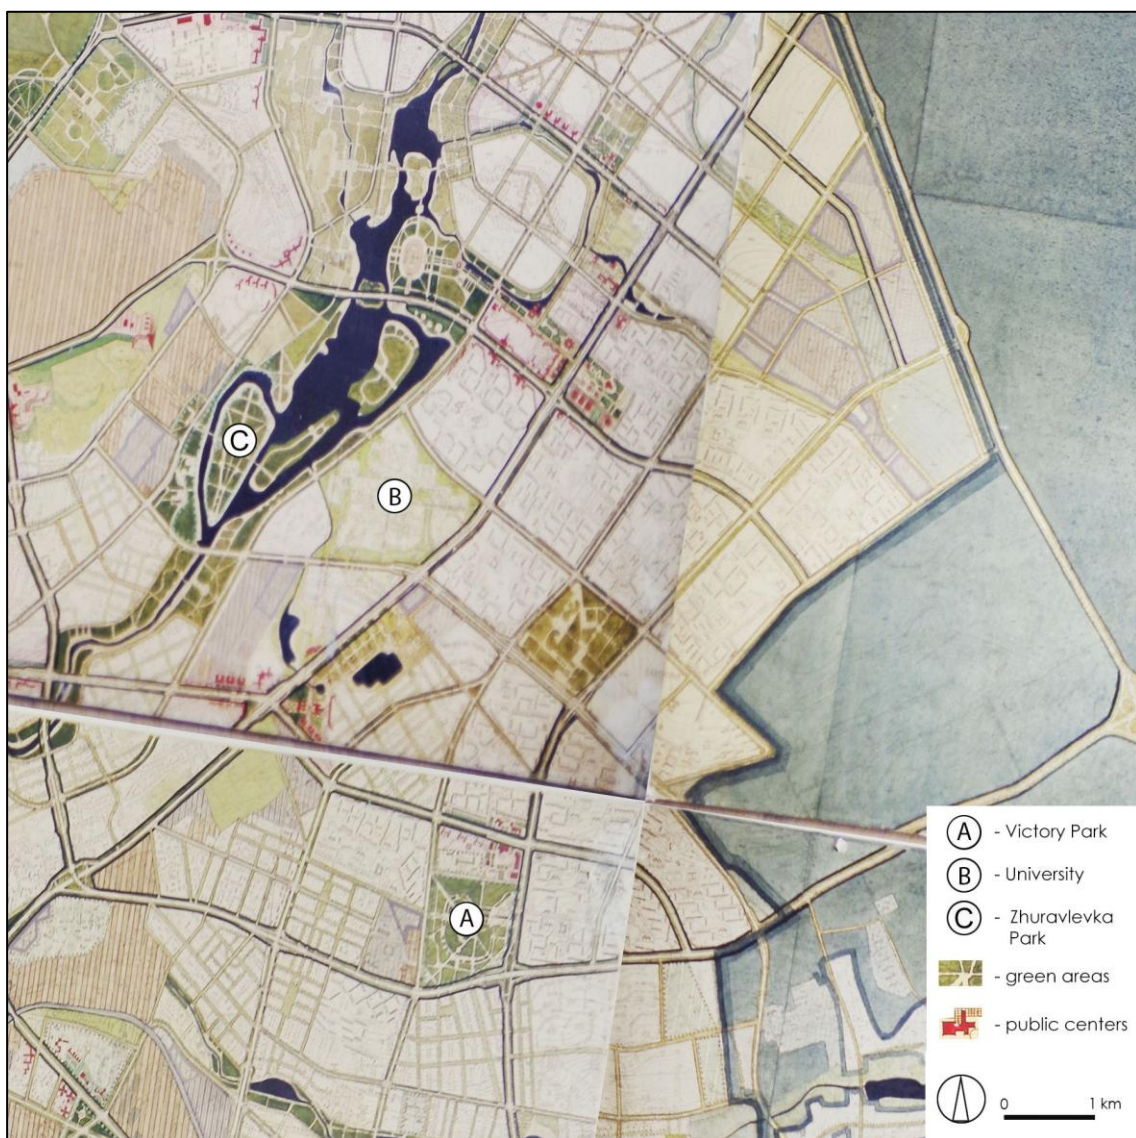 C
B
A
A - Victory Park
B - University
C - Zhuravlevka
Park
- green areas
- public centers
0 1 km